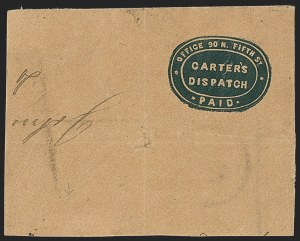 OFFICE 90 N. FIFTH ST
CARTER'S
DISPATCH
PAID